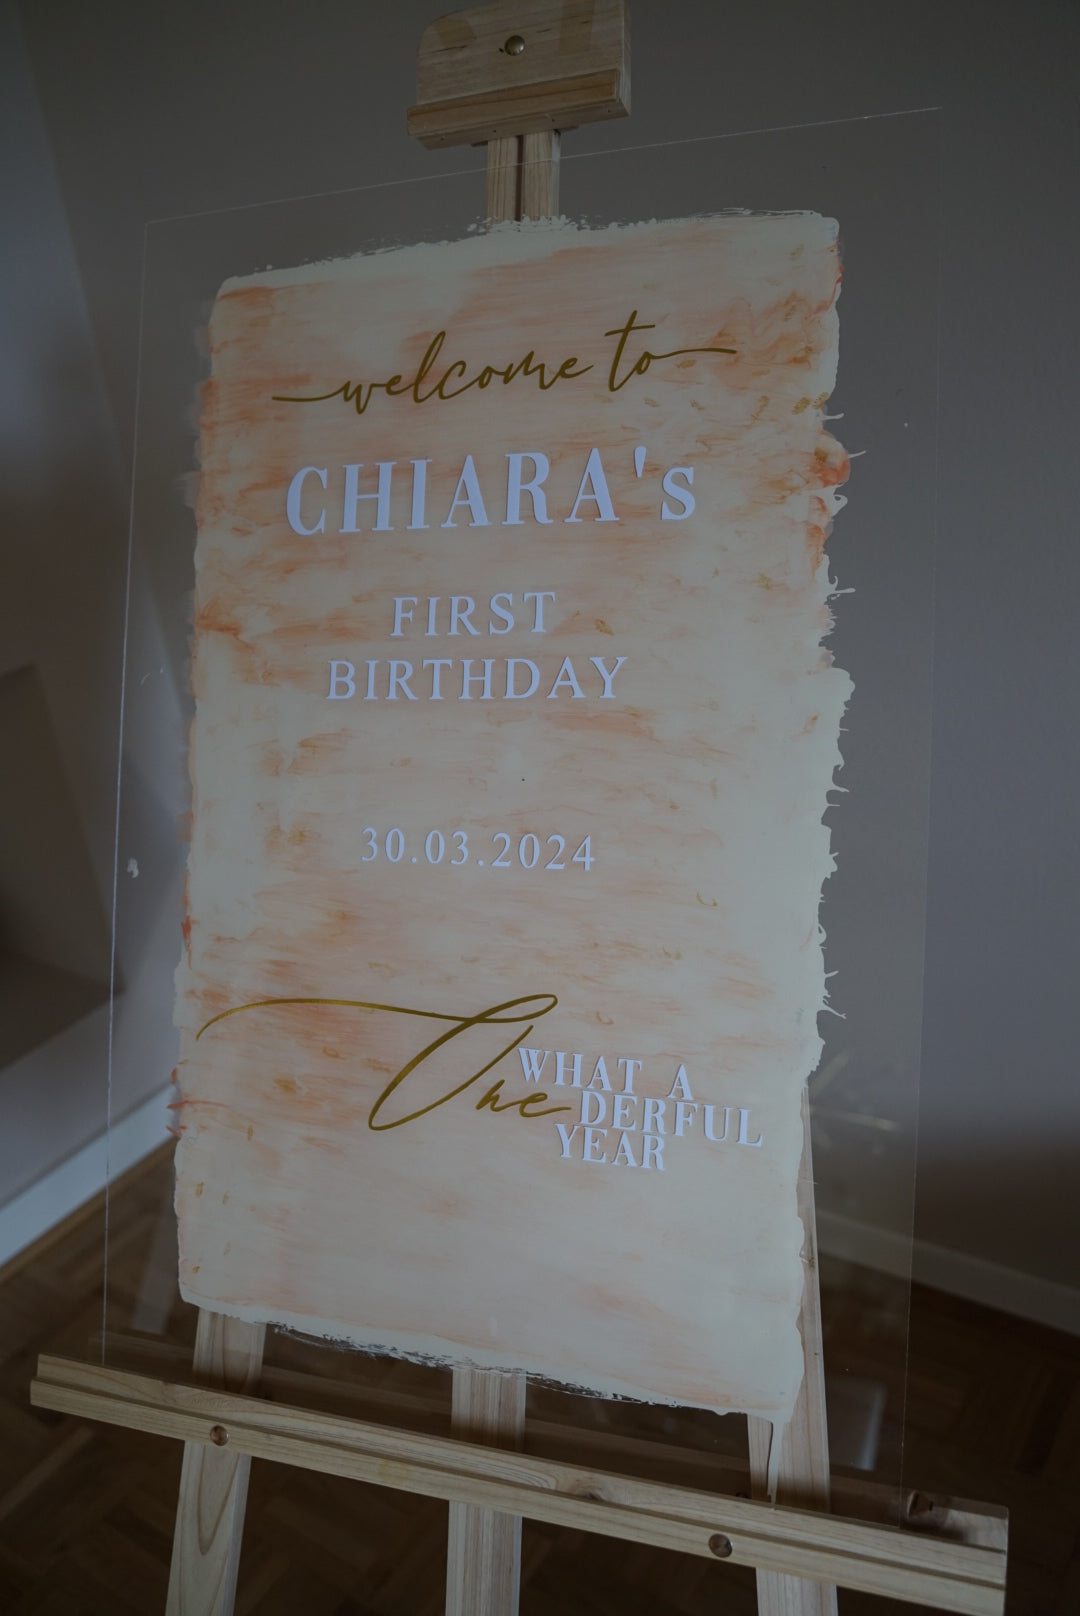 welcome to
CHIARA's
FIRST
BIRTHDAY
30.03.2024
One WHAT A
DERFUL
YEAR